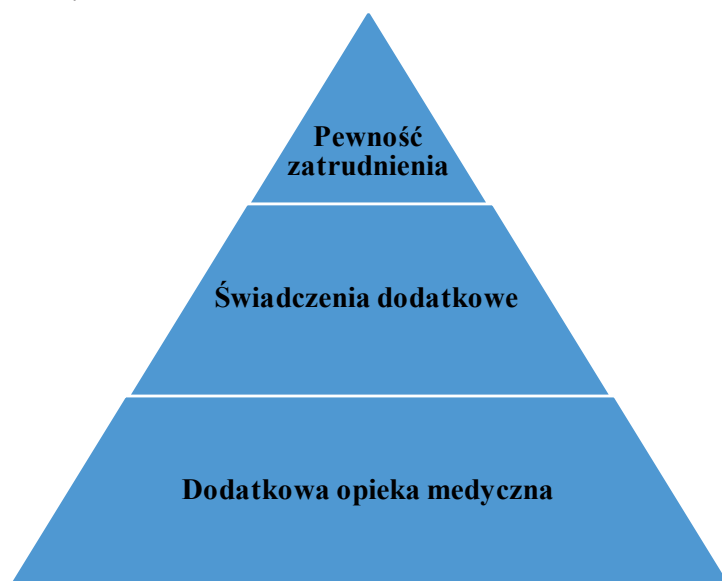 Pewność
zatrudnienia
Świadczenia dodatkowe
Dodatkowa opieka medyczna